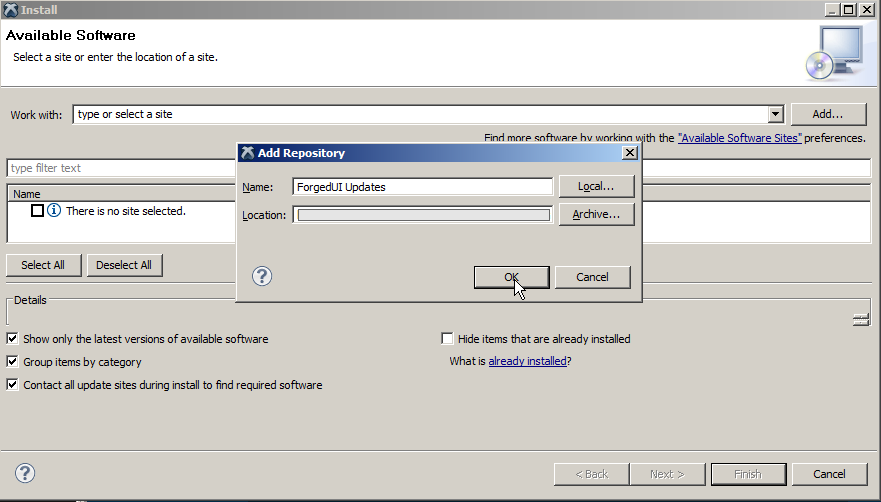 Install
Available Software
Select a site or enter the location of a site.
Work with: type or select a site Add...
Find more software by working with the "Available Software Sites" preferences.
type filter text
Name
There is no site selected.
Add Repository
Name: ForgedUI Updates Local...
Location: Archive...
OK Cancel
Select All Deselect All
Details
Show only the latest versions of available software Hide items that are already installed
Group items by category What is already installed?
Contact all update sites during install to find required software
? < Back Next > Finish Cancel